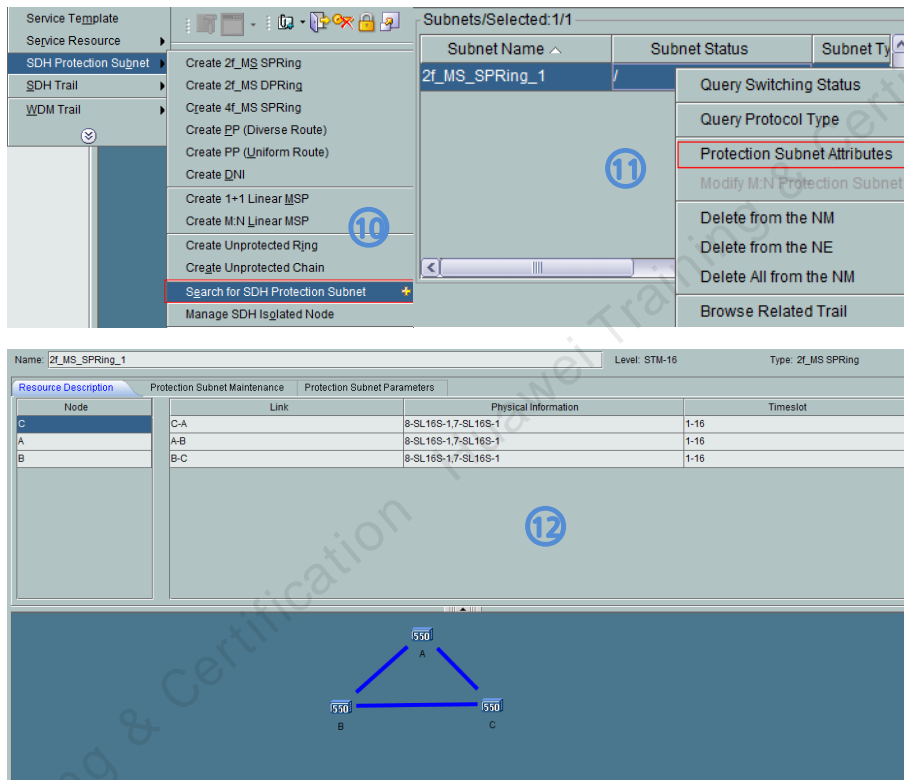 Service Template
Service Resource
SDH Protection Subnet
SDH Trail
WDM Trail
Create 2f_MS SPRing
Create 2f_MS DPRing
Create 4f_MS SPRing
Create PP (Diverse Route)
Create PP (Uniform Route)
Create DNI
Create 1+1 Linear MSP
Create M:N Linear MSP
Create Unprotected Ring
Create Unprotected Chain
Search for SDH Protection Subnet
Manage SDH Isolated Node
10
Subnets/Selected:1/1
Subnet Name Subnet Status Subnet Ty
2f_MS_SPRing_1 /
Query Switching Status
Query Protocol Type
Protection Subnet Attributes
Modify M:N Protection Subnet
Delete from the NM
Delete from the NE
Delete All from the NM
Browse Related Trail
11
Name: 2f_MS_SPRing_1 Level: STM-16 Type: 2f_MS SPRing
Resource Description Protection Subnet Maintenance Protection Subnet Parameters
Node Link Physical Information Timeslot
C C-A 8-SL16S-1,7-SL16S-1 1-16
A A-B 8-SL16S-1,7-SL16S-1 1-16
B B-C 8-SL16S-1,7-SL16S-1 1-16
12
550
A
550 550
B C
Huawei Training & Certification